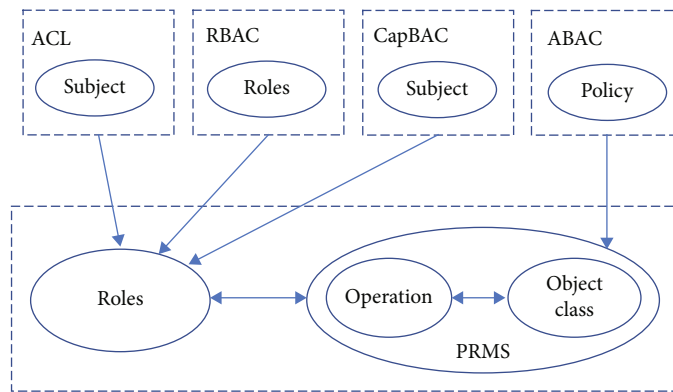 ACL
Subject
RBAC
Roles
CapBAC
Subject
ABAC
Policy
Roles
Operation
Object
class
PRMS